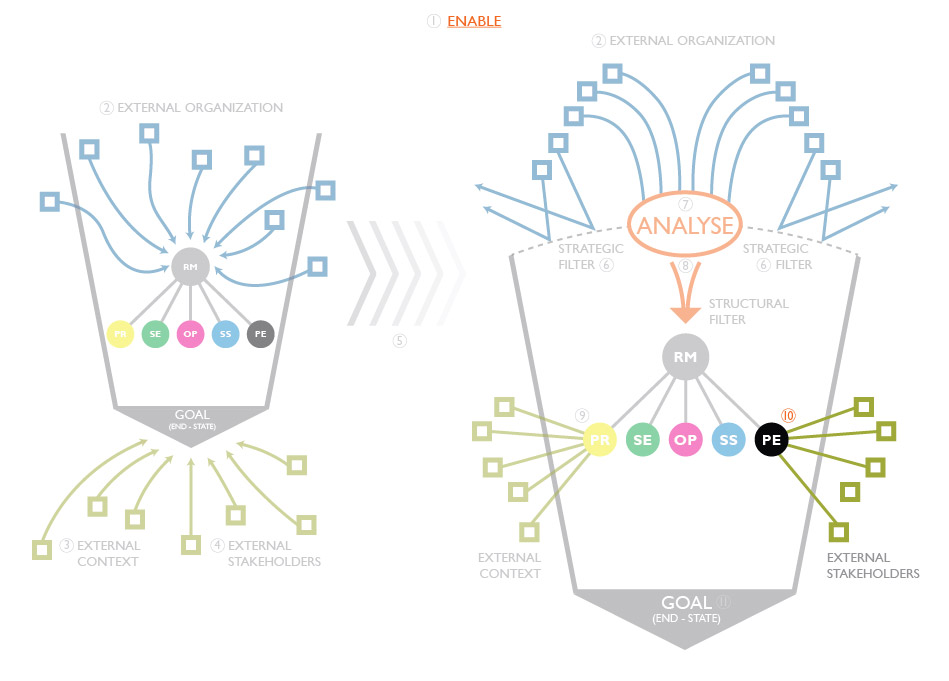 ① ENABLE
② EXTERNAL ORGANIZATION
RM
PR SE OP SS PE
GOAL
(END - STATE)
③ EXTERNAL
CONTEXT
④ EXTERNAL
STAKEHOLDERS
⑤
② EXTERNAL ORGANIZATION
⑦
ANALYSE
STRATEGIC
FILTER ⑥
⑧
STRATEGIC
⑥ FILTER
STRUCTURAL
FILTER
RM
⑨
⑩
PR SE OP SS PE
EXTERNAL
CONTEXT
EXTERNAL
STAKEHOLDERS
GOAL ⑪
(END - STATE)